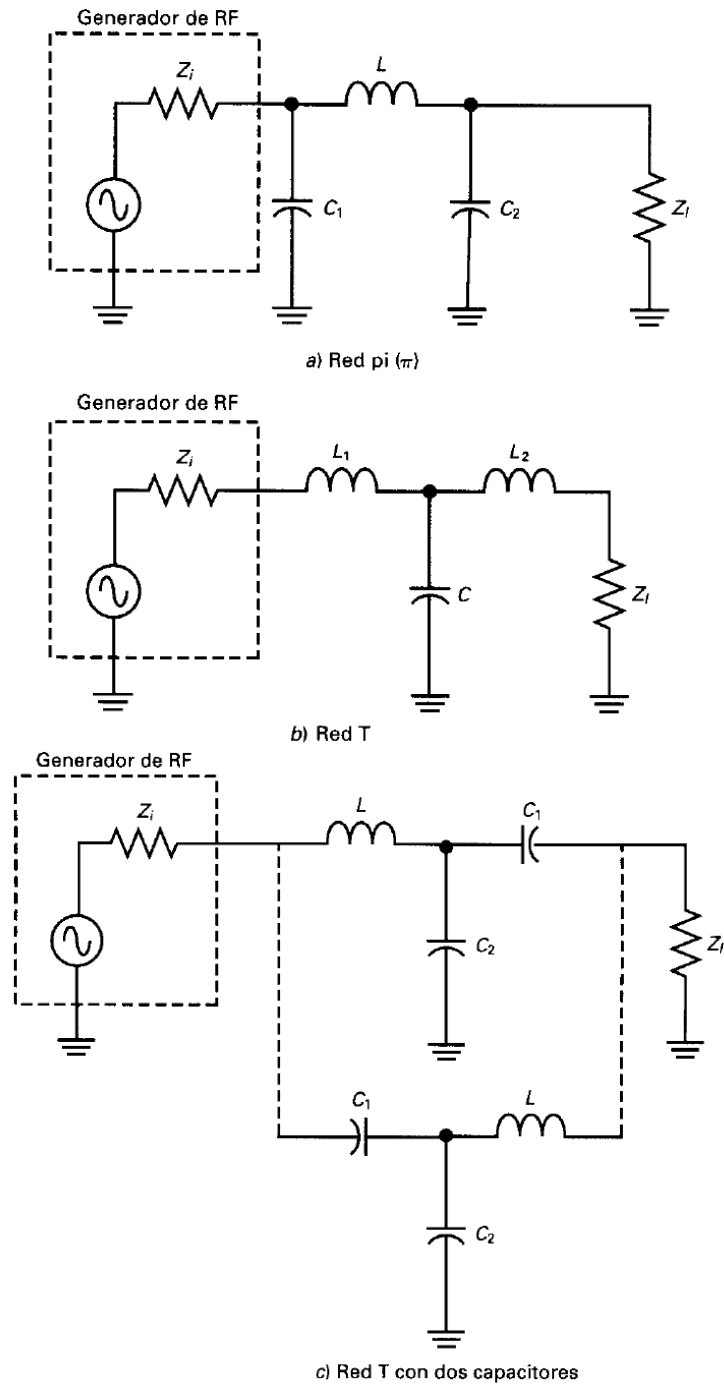 Generador de RF
Zi
L
C1
C2
Zl
a) Red pi (π)
Generador de RF
Zi
L1
L2
C
Zl
b) Red T
Generador de RF
Zi
L
C1
C2
Zl
C1
L
C2
c) Red T con dos capacitores